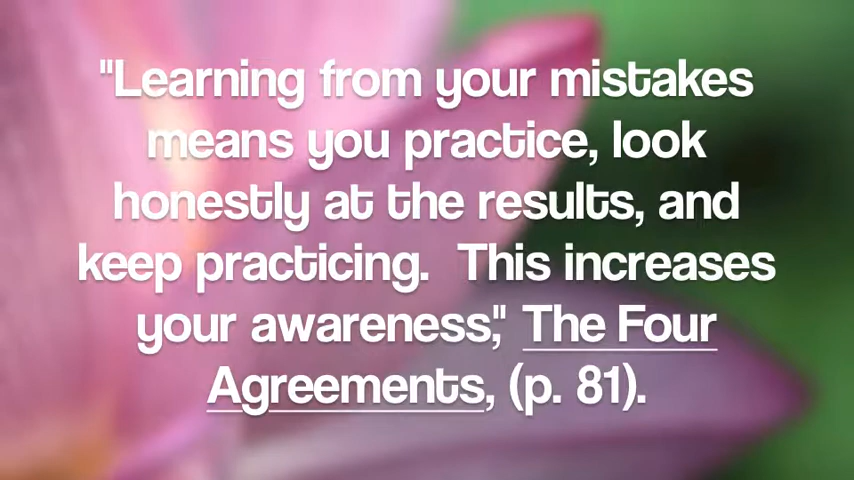 "Learning from your mistakes
means you practice, look
honestly at the results, and
keep practicing.  This increases
your awareness," The Four
Agreements, (p. 81).